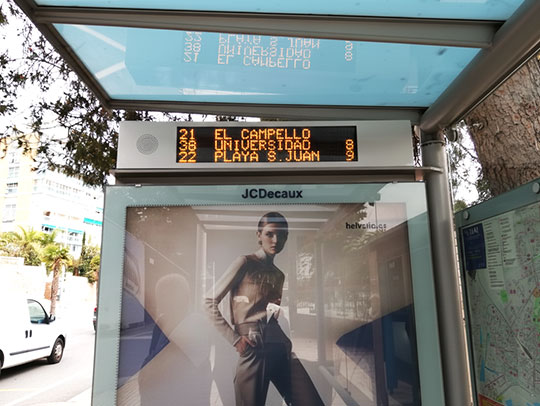 21 EL CAMPELLO
38 UNIVERSIDAD 8
22 PLAYA S.JUAN 9
JCDecaux